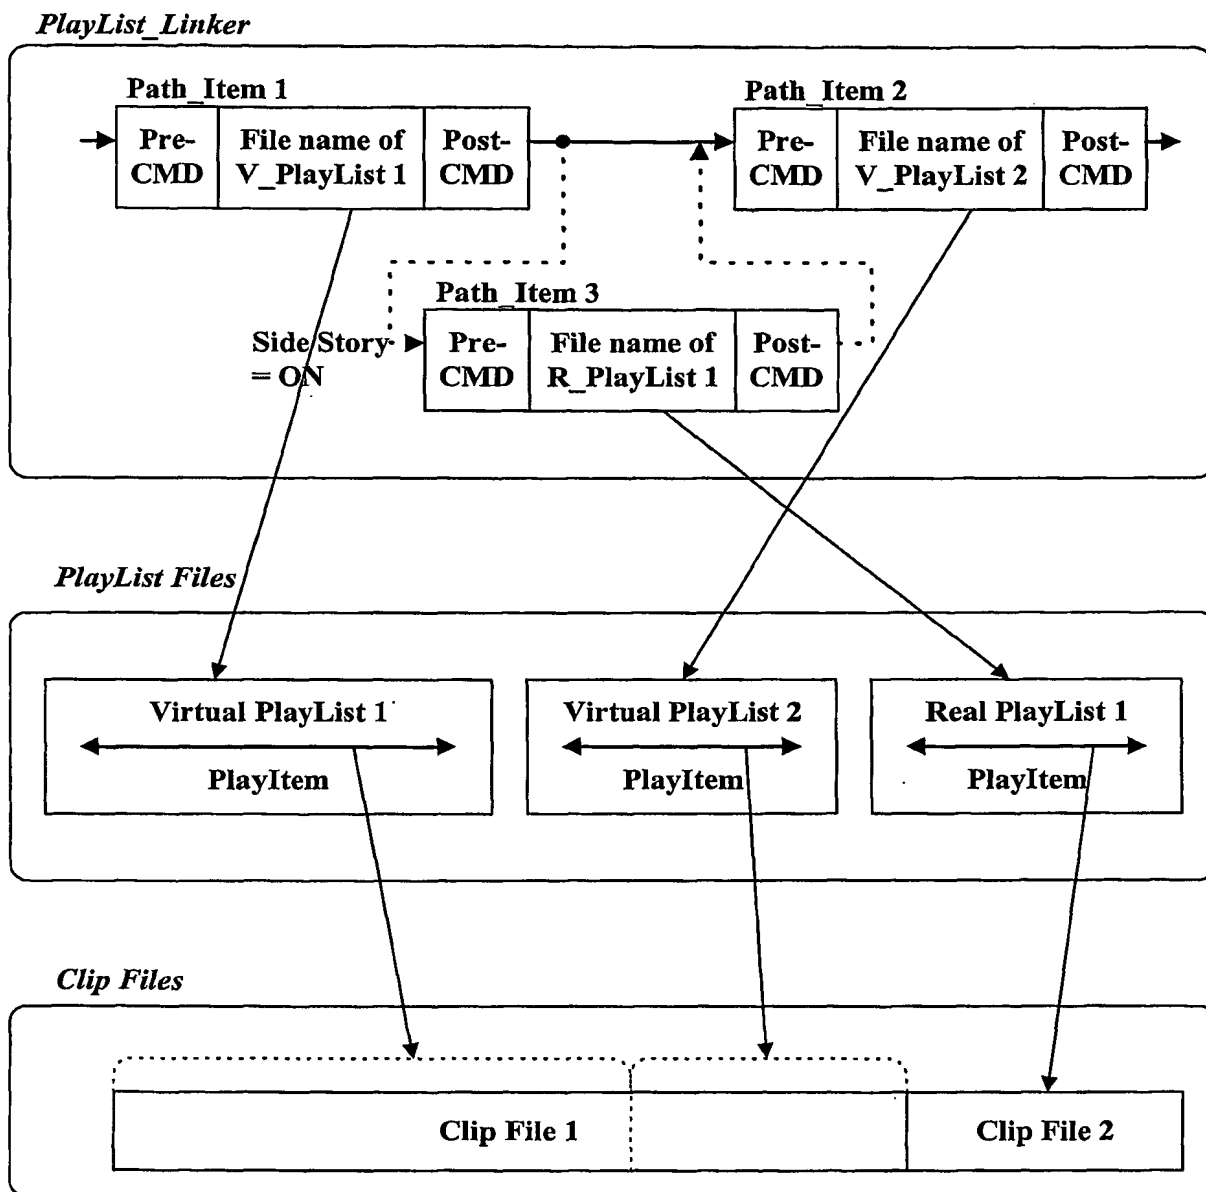 PlayList_Linker
Path_Item 1
Pre-CMD
File name of V_PlayList 1
Post-CMD
Path_Item 2
Pre-CMD
File name of V_PlayList 2
Post-CMD
Path_Item 3
Side Story = ON
Pre-CMD
File name of R_PlayList 1
Post-CMD
PlayList Files
Virtual PlayList 1
PlayItem
Virtual PlayList 2
PlayItem
Real PlayList 1
PlayItem
Clip Files
Clip File 1
Clip File 2